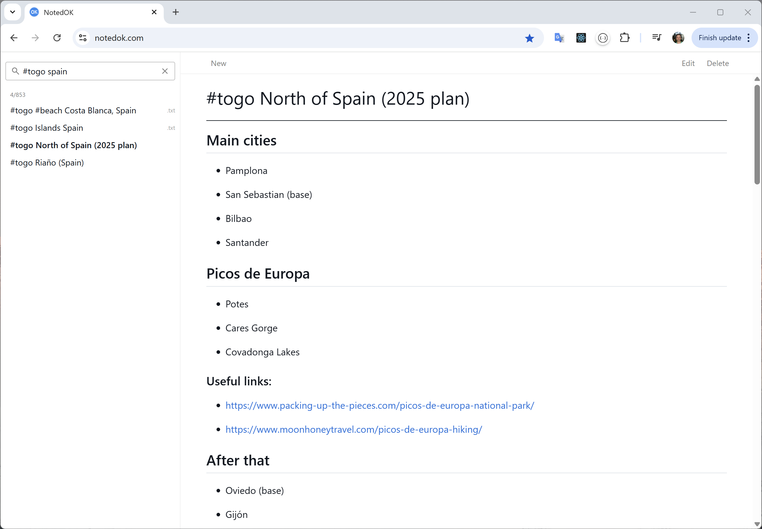 NotedOK
notedok.com
Finish update
#togo spain
New
Edit
Delete
4/853
#togo #beach Costa Blanca, Spain
.txt
#togo Islands Spain
.txt
#togo North of Spain (2025 plan)
#togo Riaño (Spain)
#togo North of Spain (2025 plan)
Main cities
Pamplona
San Sebastian (base)
Bilbao
Santander
Picos de Europa
Potes
Cares Gorge
Covadonga Lakes
Useful links:
https://www.packing-up-the-pieces.com/picos-de-europa-national-park/
https://www.moonhoneytravel.com/picos-de-europa-hiking/
After that
Oviedo (base)
Gijón